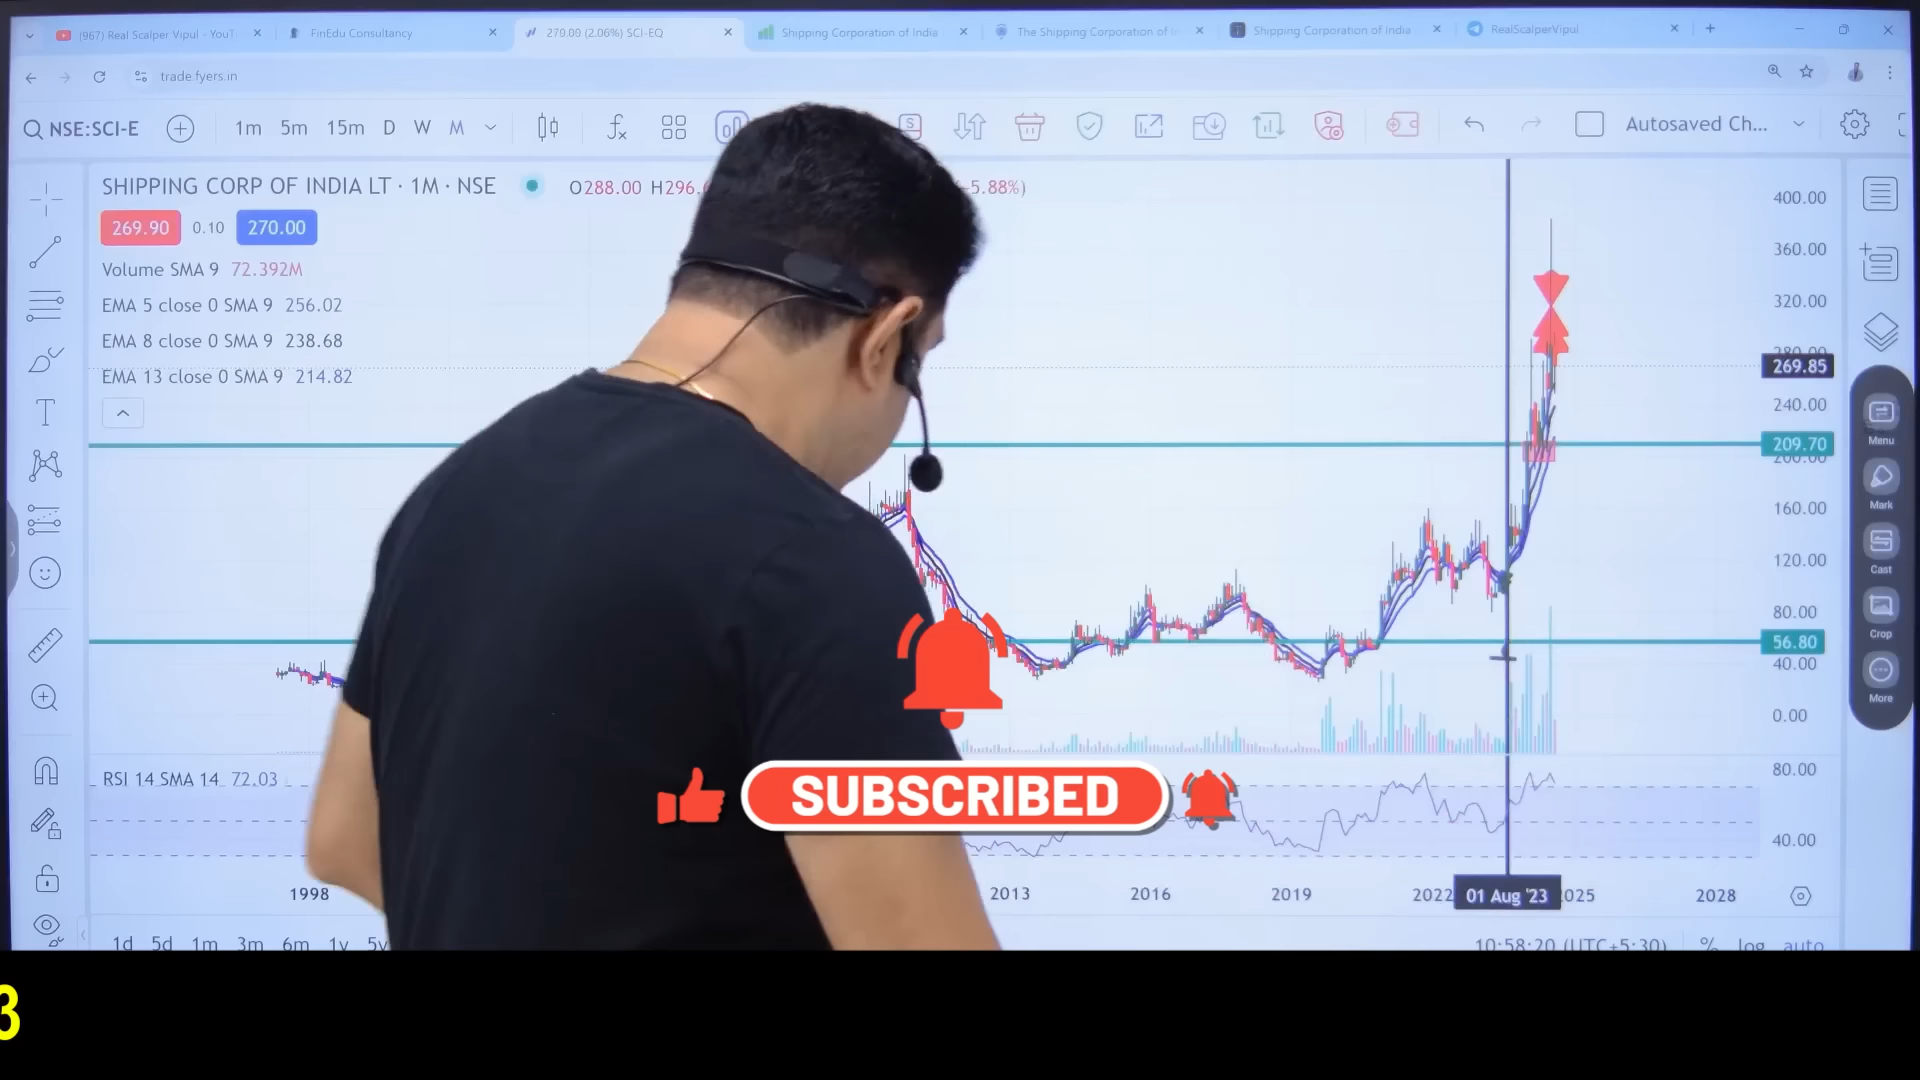 (967) Real Scalper Vipul - YouT
FinEdu Consultancy
270.00 (2.06%) SCI-EQ
Shipping Corporation of India
The Shipping Corporation of In
Shipping Corporation of India
RealScalperVipul
trade.fyers.in
NSE:SCI-E
1m 5m 15m D W M
Autosaved Ch...
SHIPPING CORP OF INDIA LT · 1M · NSE
O288.00 H296. -5.88%)
269.90 0.10 270.00
Volume SMA 9 72.392M
EMA 5 close 0 SMA 9 256.02
EMA 8 close 0 SMA 9 238.68
EMA 13 close 0 SMA 9 214.82
400.00
360.00
320.00
280.00
269.85
240.00
209.70
200.00
160.00
120.00
80.00
56.80
40.00
0.00
Menu
Mark
Cast
Crop
More
SUBSCRIBED
RSI 14 SMA 14 72.03
80.00
40.00
1998 2013 2016 2019 2022 01 Aug '23 2025 2028
1d 5d 1m 3m 6m 1y 5y
10:58:20 (UTC+5:30) % log auto
3